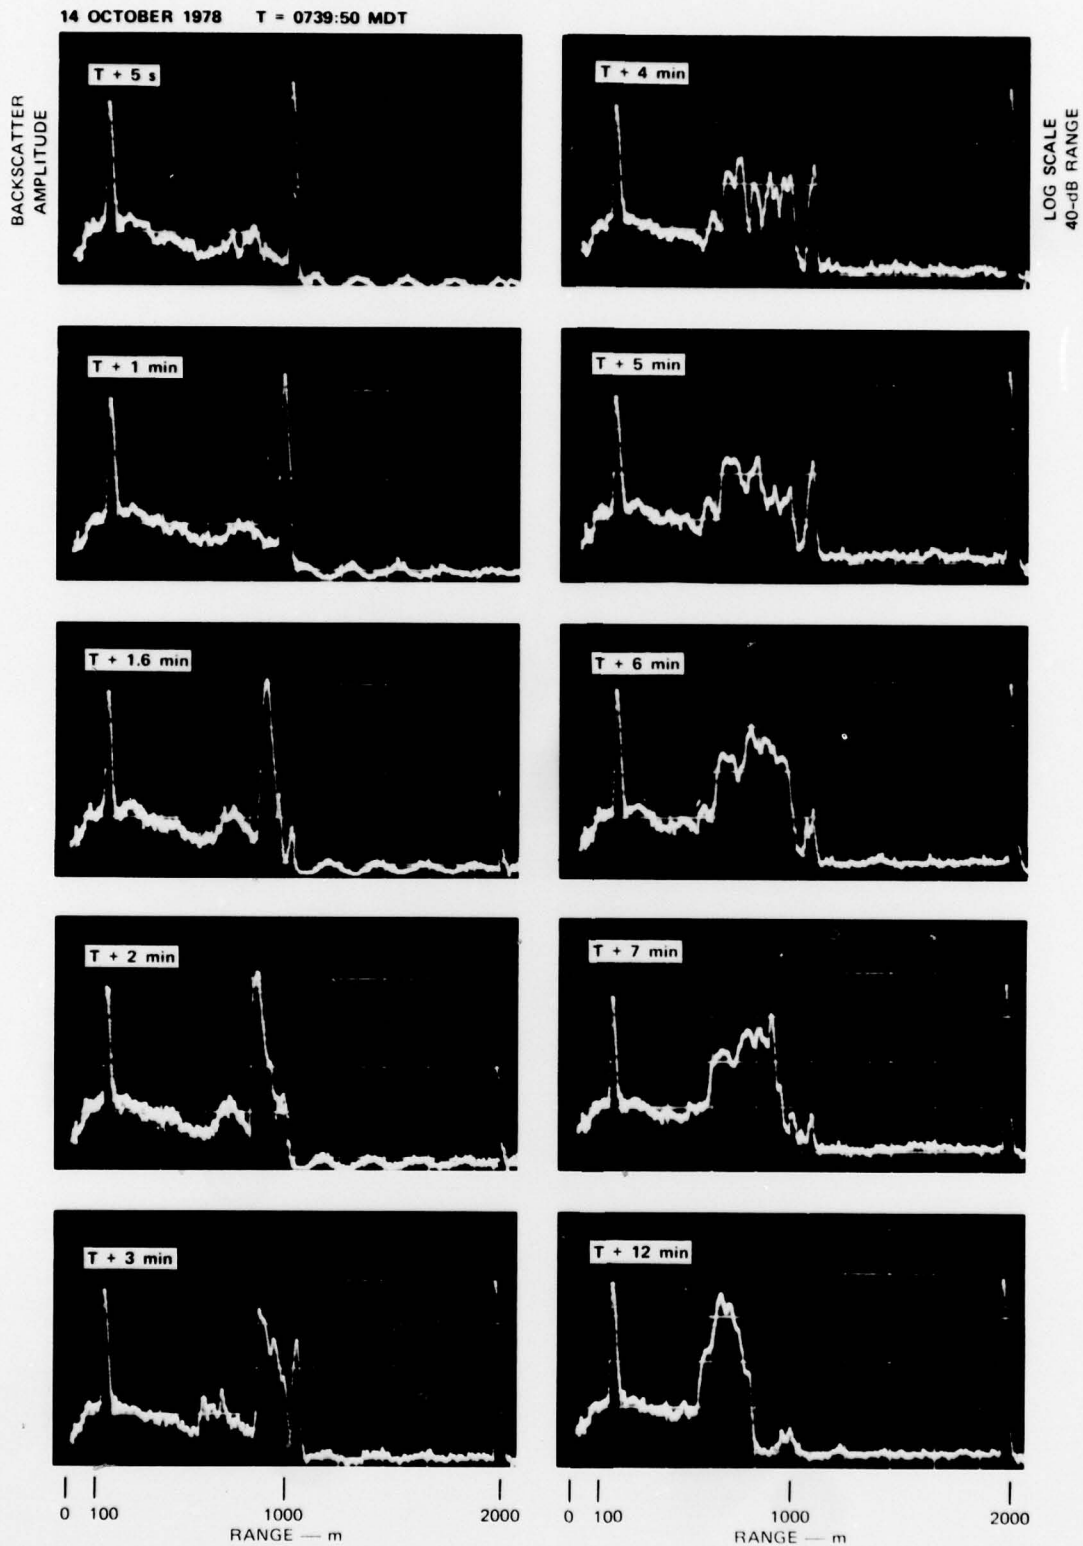 14 OCTOBER 1978 T = 0739:50 MDT
BACKSCATTER
AMPLITUDE
T + 5 s
T + 4 min
LOG SCALE
40-dB RANGE
T + 1 min
T + 5 min
T + 1.6 min
T + 6 min
T + 2 min
T + 7 min
T + 3 min
T + 12 min
0 100 1000 2000
RANGE — m
0 100 1000 2000
RANGE — m